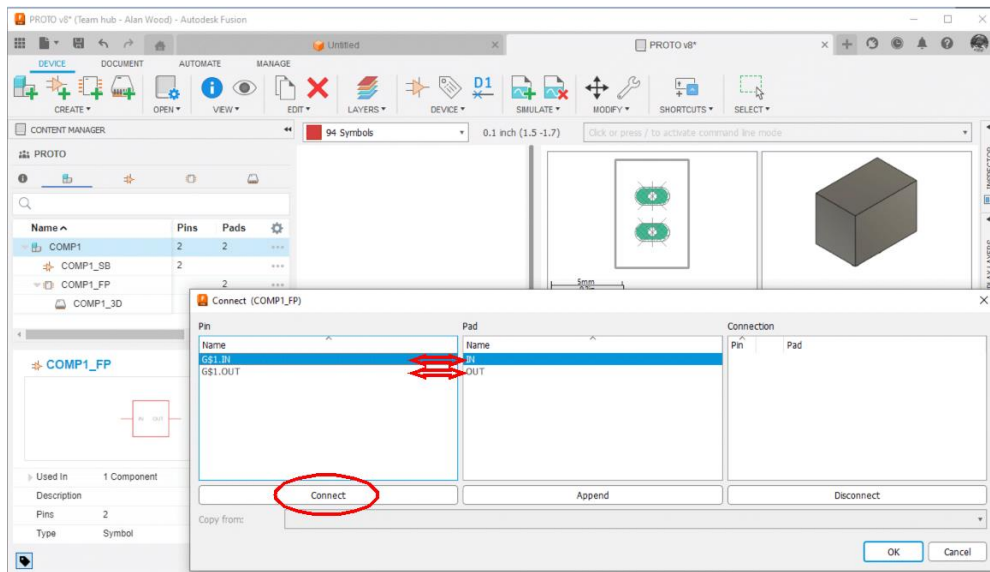 PROTO v8* (Team hub - Alan Wood) - Autodesk Fusion
Untitled
PROTO v8*
DEVICE DOCUMENT AUTOMATE MANAGE
D1
CREATE OPEN VIEW EDIT LAYERS DEVICE SIMULATE MODIFY SHORTCUTS SELECT
CONTENT MANAGER
94 Symbols
0.1 inch (1.5 -1.7)
Click or press / to activate command line mode
INSPECTOR
PROTO
Name Pins Pads
COMP1 2 2
COMP1_SB 2
COMP1_FP 2
COMP1_3D
5mm
Connect (COMP1_FP)
Pin Pad Connection
Name Name Pin Pad
G$1.IN IN
G$1.OUT OUT
COMP1_FP
IN OUT
Used In 1 Component
Description
Pins 2
Type Symbol
Connect Append Disconnect
Copy from:
OK Cancel